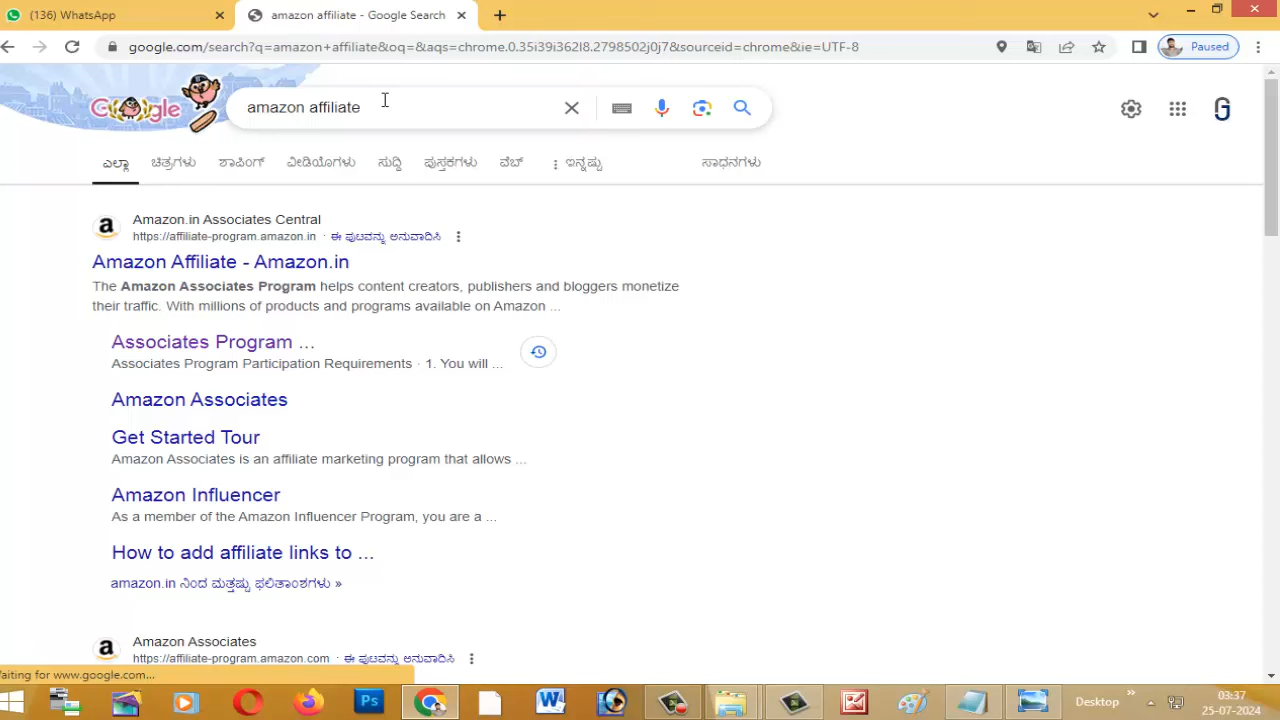 (136) WhatsApp
amazon affiliate - Google Search
google.com/search?q=amazon+affiliate&oq=&aqs=chrome.0.35i39i362l8.2798502j0j7&sourceid=chrome&ie=UTF-8
Paused
Google
amazon affiliate
ಎಲ್ಲಾ ಚಿತ್ರಗಳು ಶಾಪಿಂಗ್ ವೀಡಿಯೊಗಳು ಸುದ್ದಿ ಪುಸ್ತಕಗಳು ವೆಬ್ ಇನ್ನಷ್ಟು ಸಾಧನಗಳು
Amazon.in Associates Central
https://affiliate-program.amazon.in · ಈ ಪುಟವನ್ನು ಅನುವಾದಿಸಿ
Amazon Affiliate - Amazon.in
The Amazon Associates Program helps content creators, publishers and bloggers monetize
their traffic. With millions of products and programs available on Amazon ...
Associates Program ...
Associates Program Participation Requirements · 1. You will ...
Amazon Associates
Get Started Tour
Amazon Associates is an affiliate marketing program that allows ...
Amazon Influencer
As a member of the Amazon Influencer Program, you are a ...
How to add affiliate links to ...
amazon.in ನಿಂದ ಮತ್ತಷ್ಟು ಫಲಿತಾಂಶಗಳು »
Amazon Associates
https://affiliate-program.amazon.com · ಈ ಪುಟವನ್ನು ಅನುವಾದಿಸಿ
aiting for www.google.com...
Ps
Desktop
03:37
25-07-2024